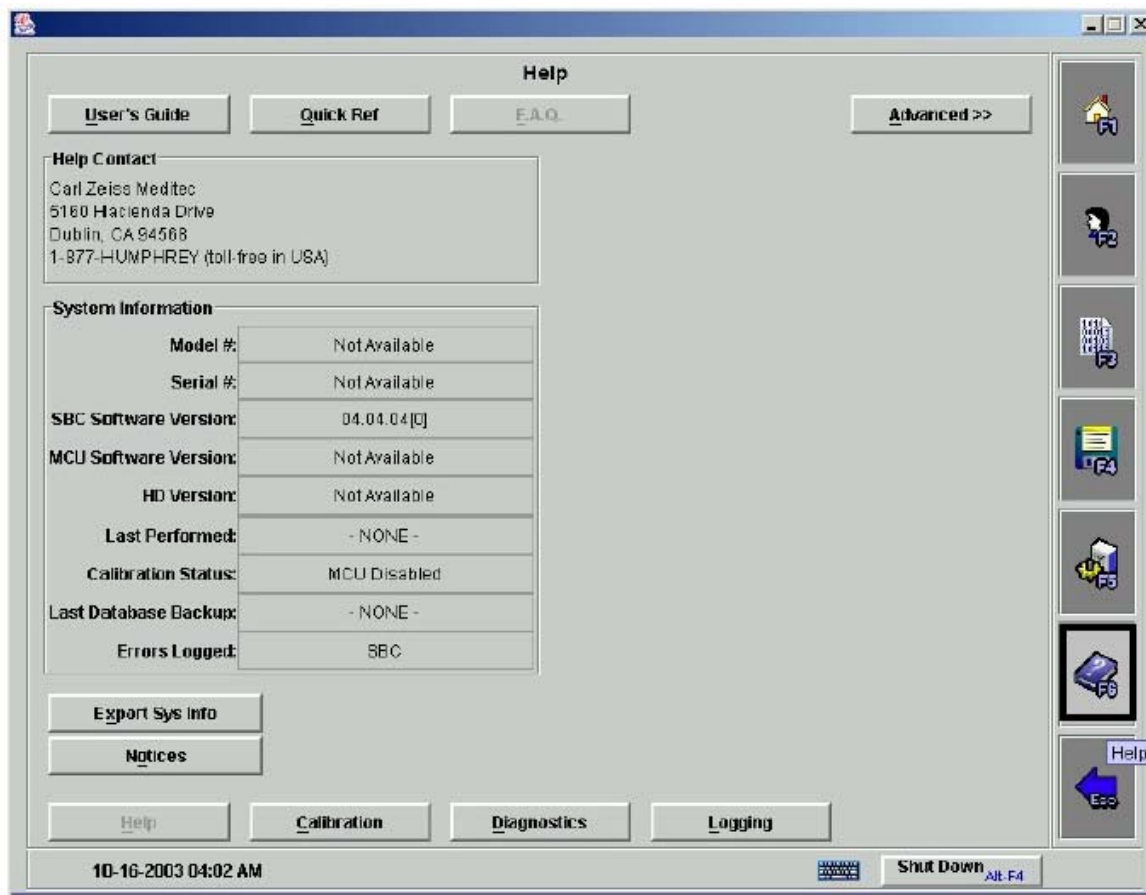 Help
User's Guide
Quick Ref
F.A.Q.
Advanced >>
Help Contact
Carl Zeiss Meditec
5160 Hacienda Drive
Dublin, CA 94568
1-877-HUMPHREY (toll-free in USA)
System Information
Model #: Not Available
Serial #: Not Available
SBC Software Version: 04.04.04[0]
MCU Software Version: Not Available
HD Version: Not Available
Last Performed: - NONE -
Calibration Status: MCU Disabled
Last Database Backup: - NONE -
Errors Logged: SBC
Export Sys Info
Notices
Help
Calibration
Diagnostics
Logging
F1
F2
F3
F4
F5
F6
Help
Esc
10-16-2003 04:02 AM
Shut Down Alt-F4